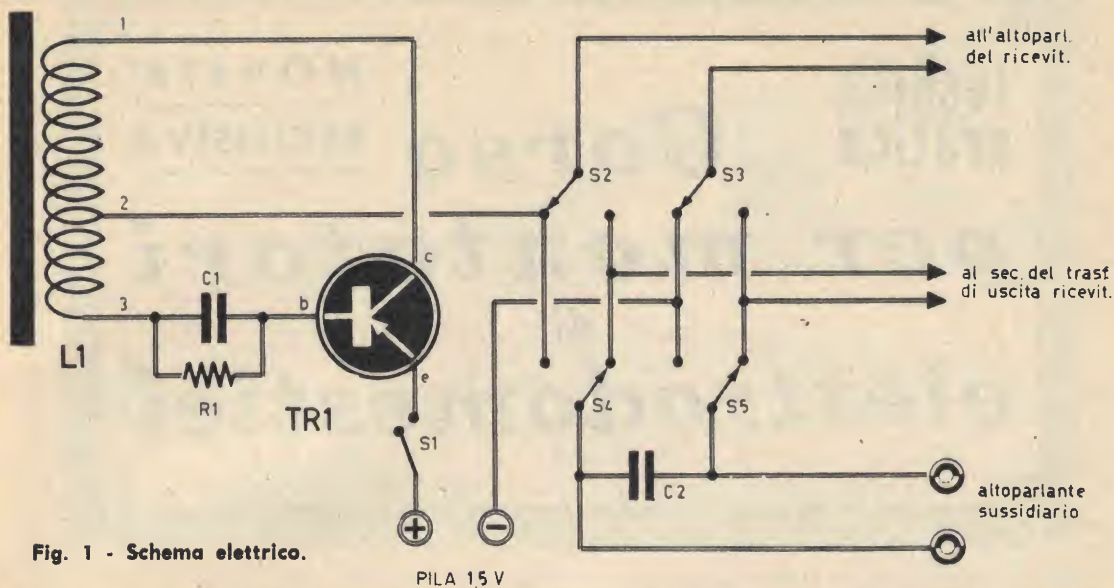 1
all'altoparl.
del ricevit.
S2
S3
2
c
al sec. del trasf.
di uscita ricevit.
3
C1
b
L1
R1
e
TR1
S1
S4
S5
C2
altoparlante
sussidiario
+
−
Fig. 1 - Schema elettrico.
PILA 1,5 V